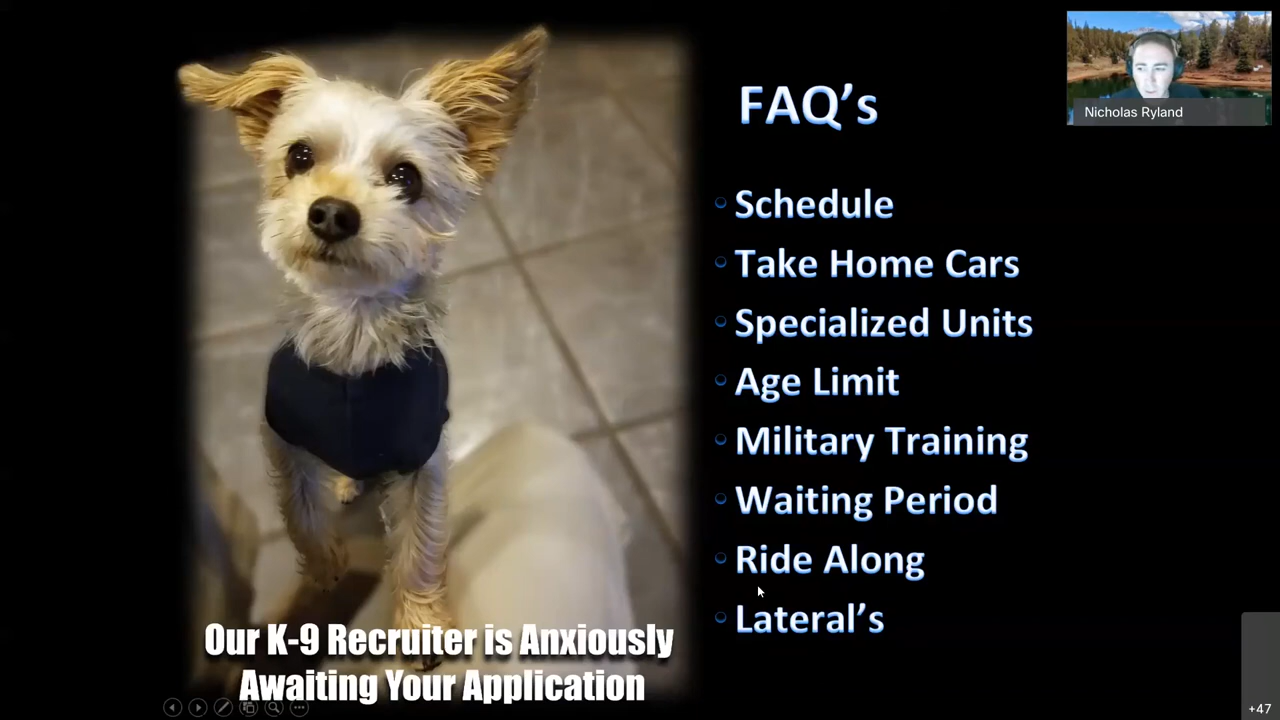 Nicholas Ryland
FAQ’s
Schedule
Take Home Cars
Specialized Units
Age Limit
Military Training
Waiting Period
Ride Along
Lateral’s
Our K-9 Recruiter is Anxiously
Awaiting Your Application
+47